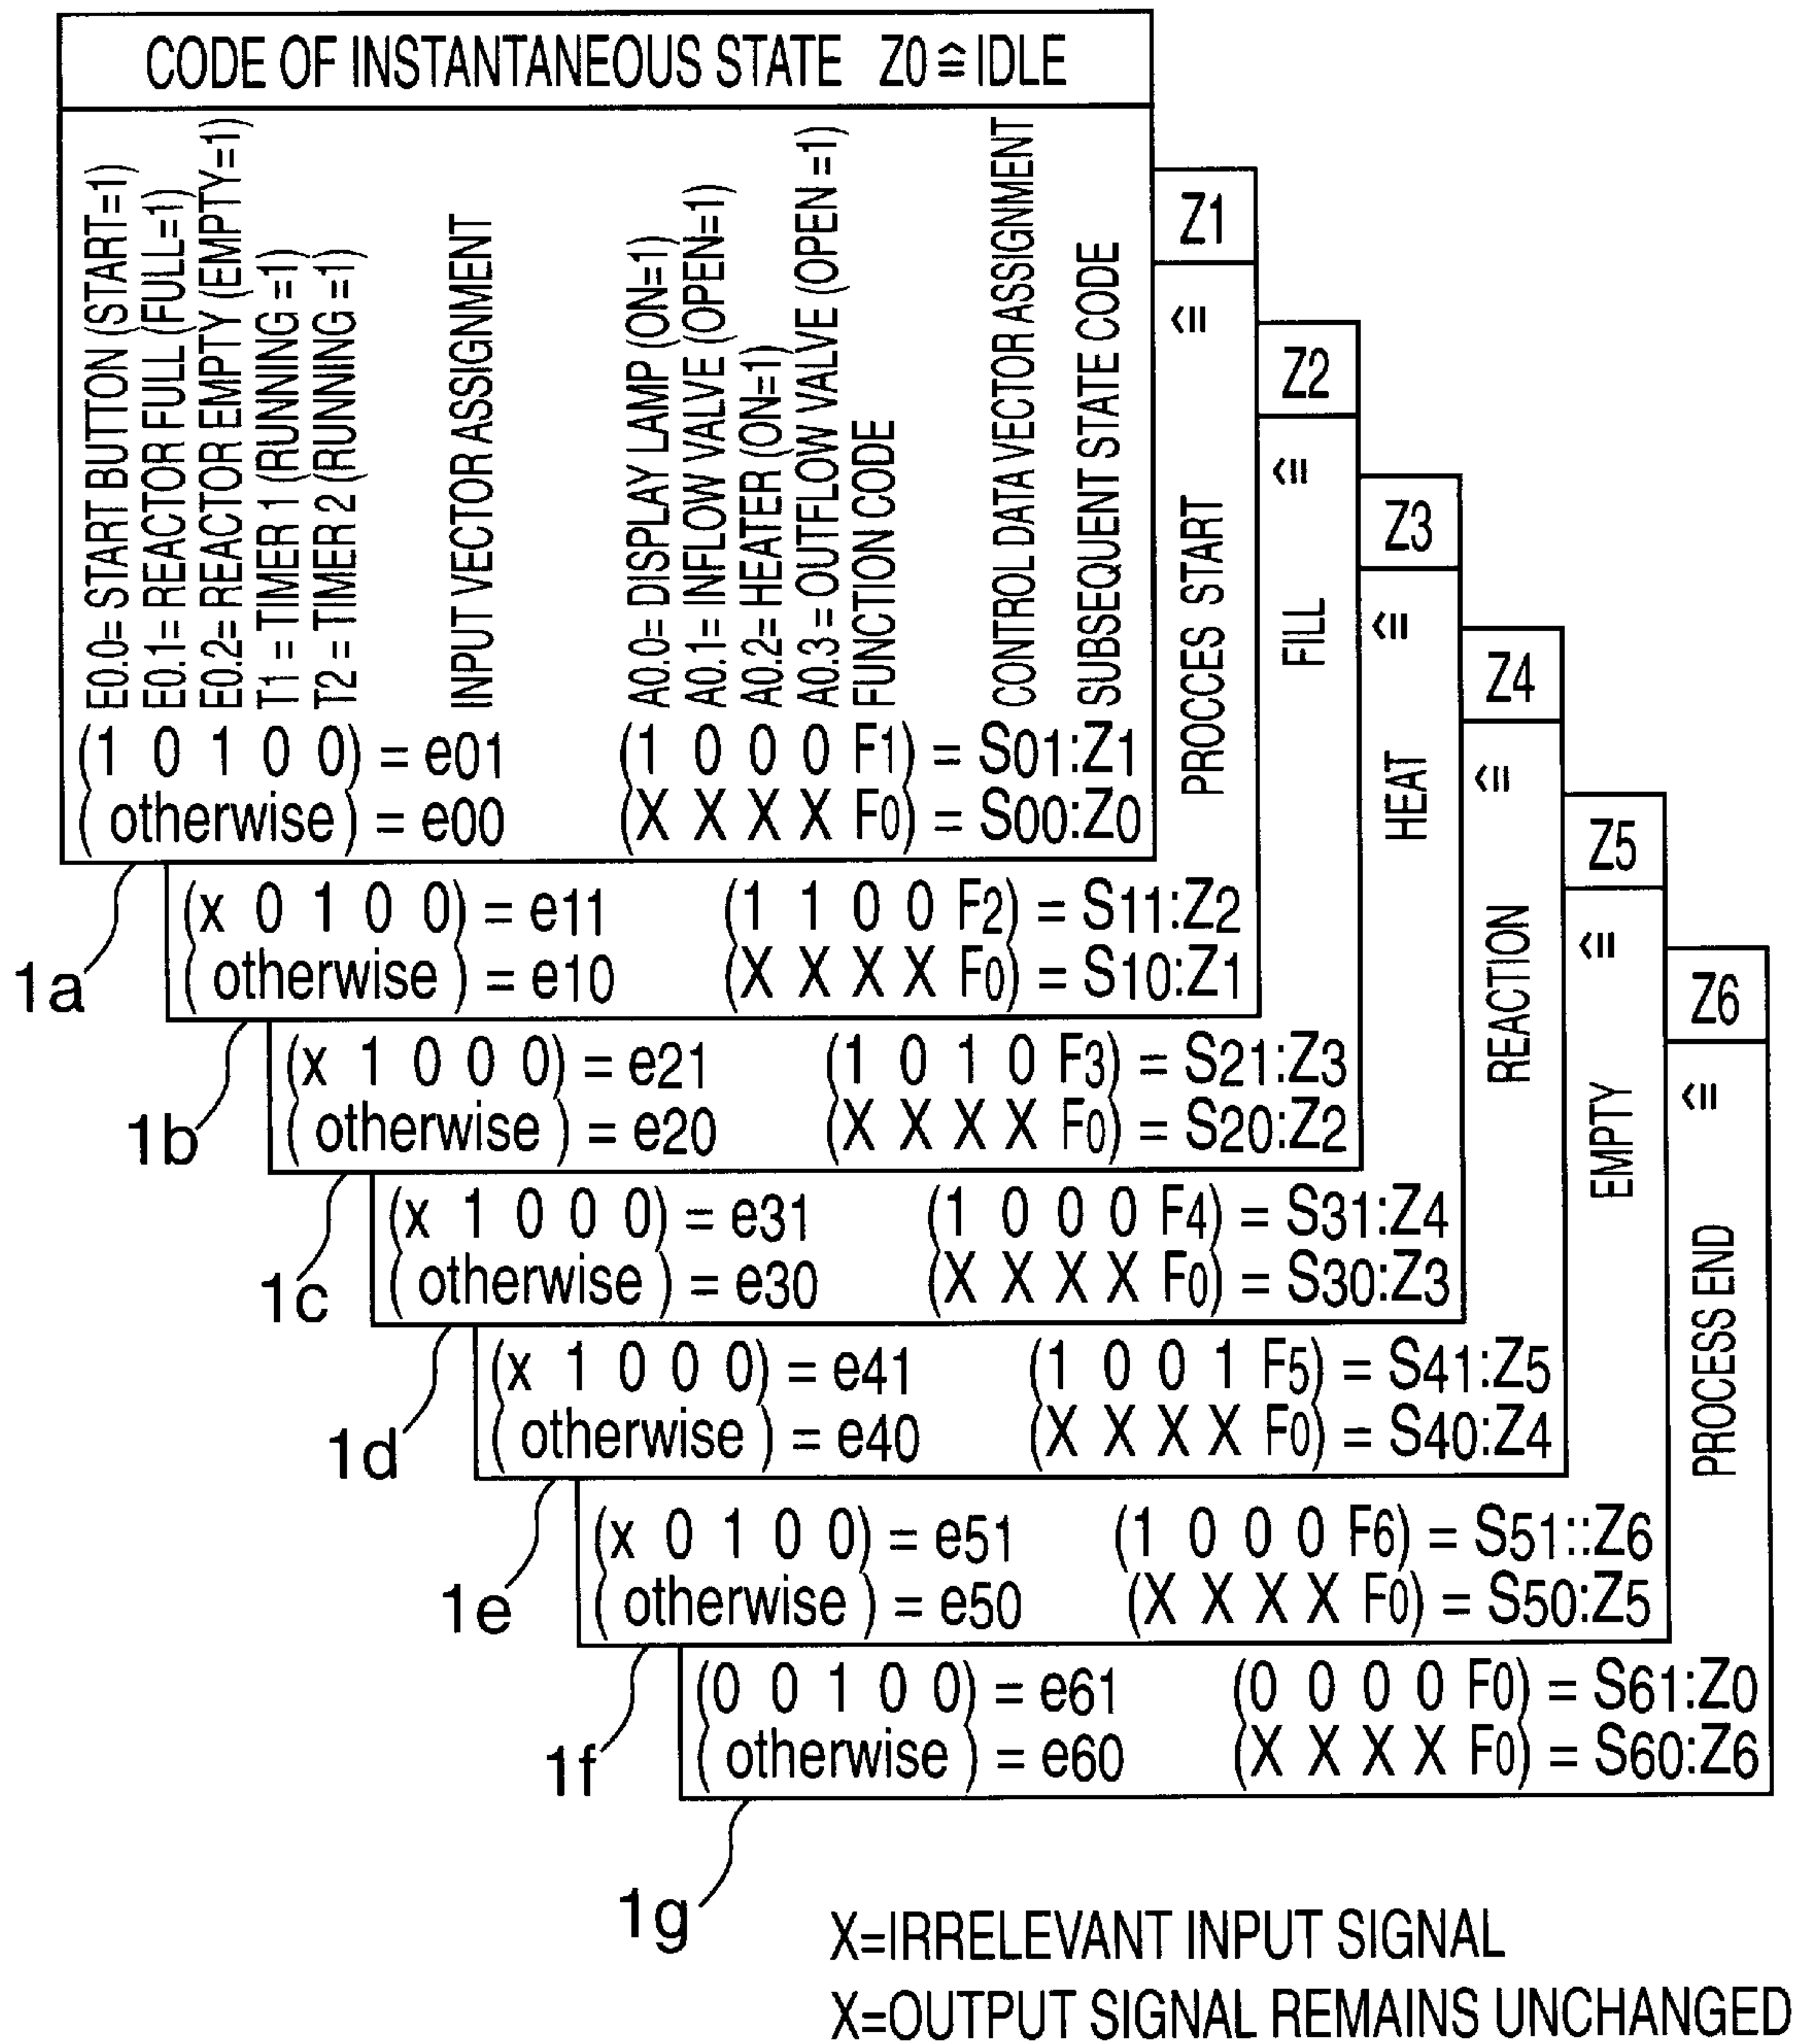 CODE OF INSTANTANEOUS STATE Z0 ≙ IDLE
E0.0= START BUTTON (START=1)
E0.1= REACTOR FULL (FULL=1)
E0.2= REACTOR EMPTY (EMPTY=1)
T1 = TIMER 1 (RUNNING =1)
T2 = TIMER 2 (RUNNING =1)
INPUT VECTOR ASSIGNMENT
A0.0= DISPLAY LAMP (ON=1)
A0.1= INFLOW VALVE (OPEN=1)
A0.2= HEATER (ON=1)
A0.3 = OUTFLOW VALVE (OPEN =1)
FUNCTION CODE
CONTROL DATA VECTOR ASSIGNMENT
SUBSEQUENT STATE CODE
(1 0 1 0 0) = e01 (1 0 0 0 F1) = S01:Z1
( otherwise ) = e00 (X X X X F0) = S00:Z0
1a
Z1
<=
PROCCES START
(x 0 1 0 0) = e11 (1 1 0 0 F2) = S11:Z2
( otherwise ) = e10 (X X X X F0) = S10:Z1
1b
Z2
<=
FILL
(x 1 0 0 0) = e21 (1 0 1 0 F3) = S21:Z3
( otherwise ) = e20 (X X X X F0) = S20:Z2
1c
Z3
<=
HEAT
(x 1 0 0 0) = e31 (1 0 0 0 F4) = S31:Z4
( otherwise ) = e30 (X X X X F0) = S30:Z3
1d
Z4
<=
REACTION
(x 1 0 0 0) = e41 (1 0 0 1 F5) = S41:Z5
( otherwise ) = e40 (X X X X F0) = S40:Z4
1e
Z5
<=
EMPTY
(x 0 1 0 0) = e51 (1 0 0 0 F6) = S51::Z6
( otherwise ) = e50 (X X X X F0) = S50:Z5
1f
Z6
<=
PROCESS END
(0 0 1 0 0) = e61 (0 0 0 0 F0) = S61:Z0
( otherwise ) = e60 (X X X X F0) = S60:Z6
1g
X=IRRELEVANT INPUT SIGNAL
X=OUTPUT SIGNAL REMAINS UNCHANGED